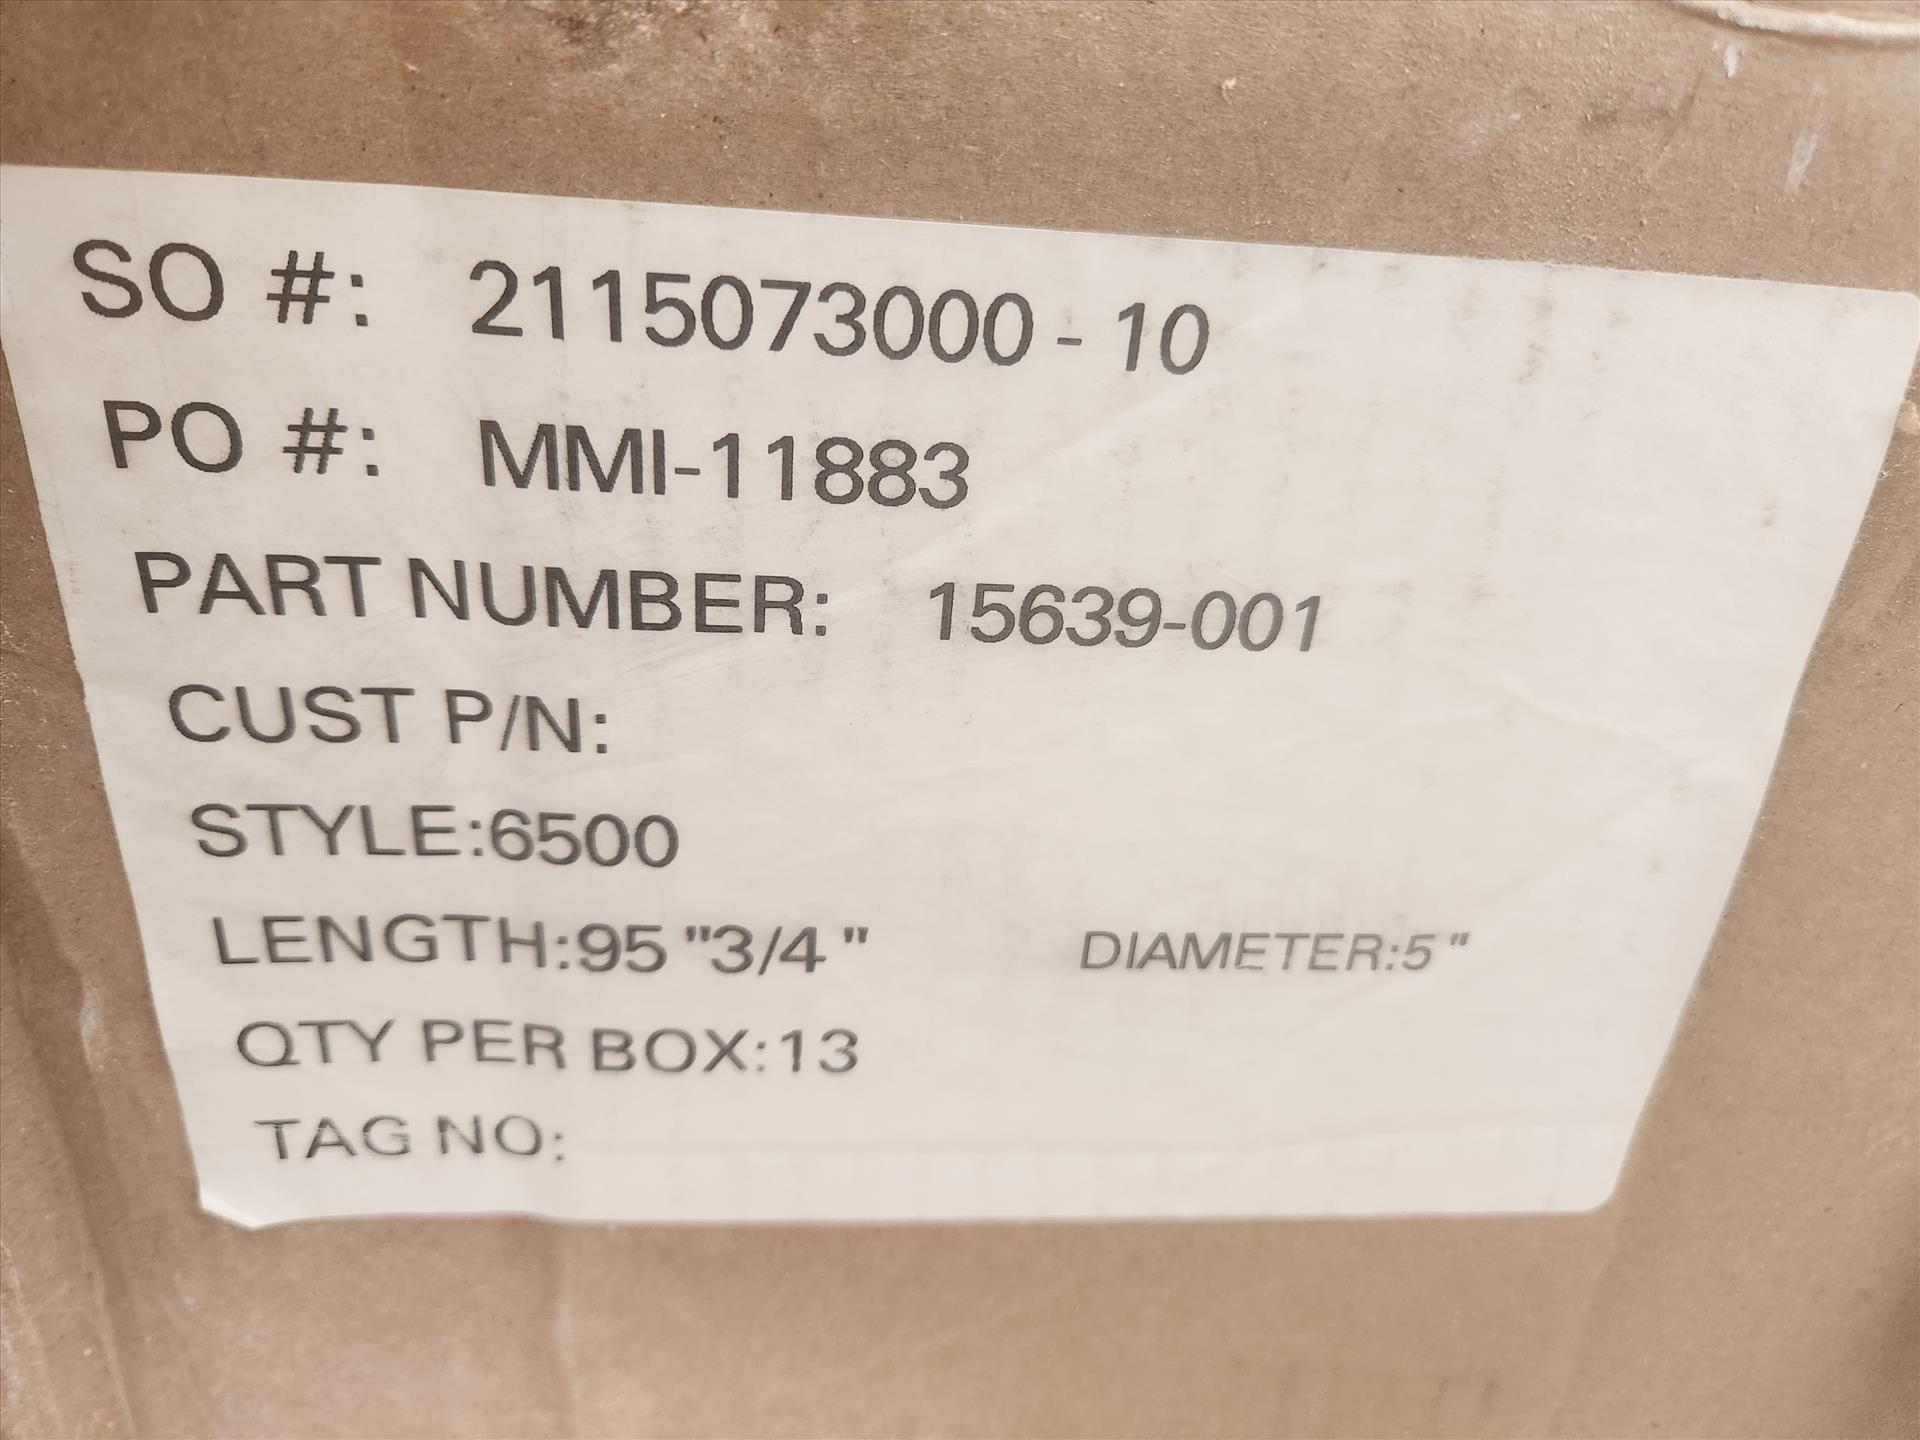 SO #: 2115073000 - 10
PO #: MMI-11883
PART NUMBER: 15639-001
CUST P/N:
STYLE:6500
LENGTH:95 "3/4 " DIAMETER:5 "
QTY PER BOX:13
TAG NO: